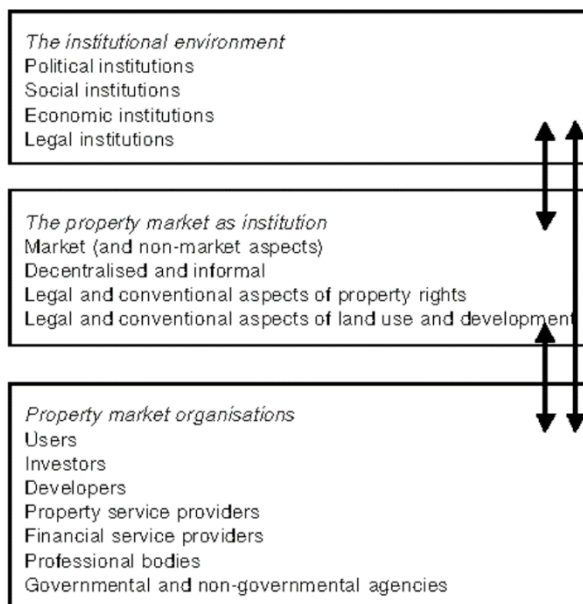 The institutional environment
Political institutions
Social institutions
Economic institutions
Legal institutions
The property market as institution
Market (and non-market aspects)
Decentralised and informal
Legal and conventional aspects of property rights
Legal and conventional aspects of land use and development
Property market organisations
Users
Investors
Developers
Property service providers
Financial service providers
Professional bodies
Governmental and non-governmental agencies